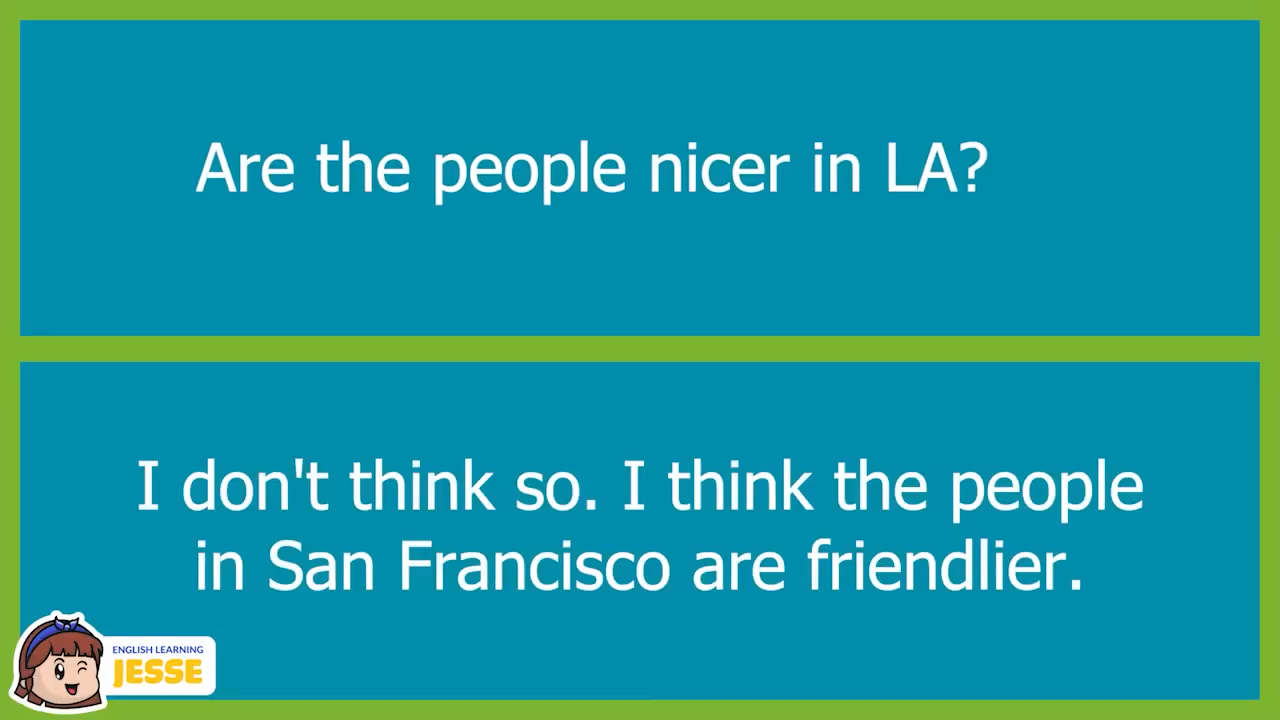 Are the people nicer in LA?
I don't think so. I think the people
in San Francisco are friendlier.
ENGLISH LEARNING
JESSE